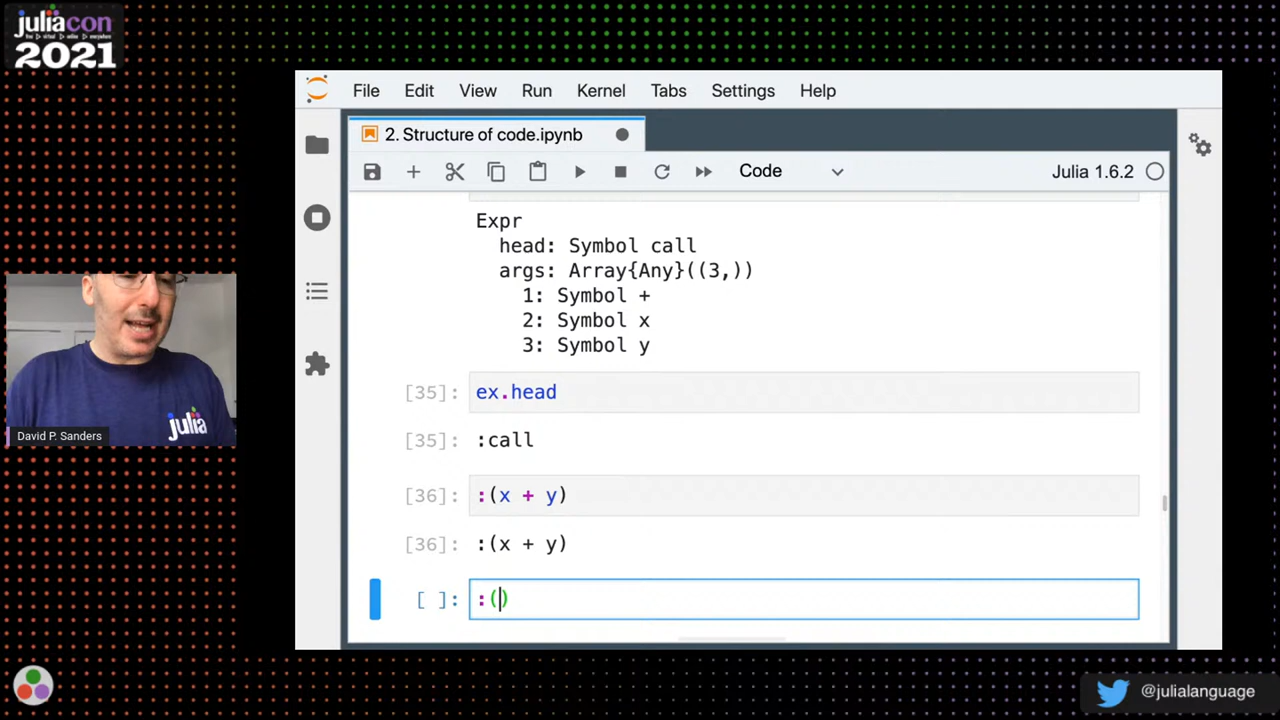 juliacon
2021
File Edit View Run Kernel Tabs Settings Help
2. Structure of code.ipynb
Code
Julia 1.6.2
Expr
head: Symbol call
args: Array{Any}((3,))
1: Symbol +
2: Symbol x
3: Symbol y
[35]: ex.head
[35]: :call
[36]: :(x + y)
[36]: :(x + y)
[ ]: :()
julia
David P. Sanders
@julialanguage